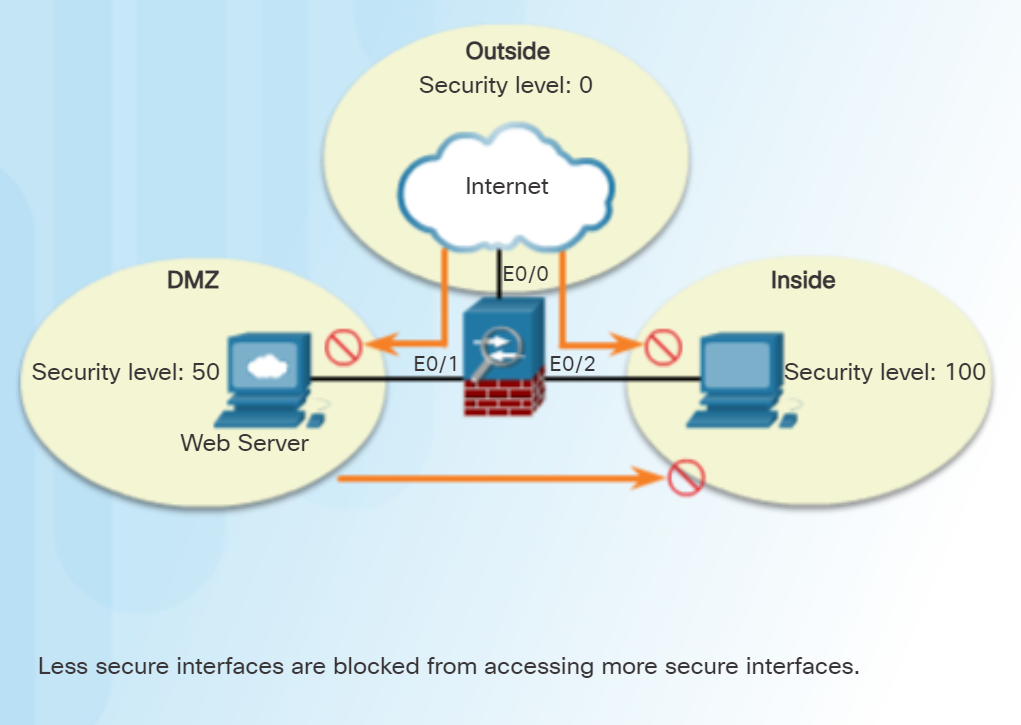 Outside
Security level: 0
Internet
E0/0
DMZ
Inside
E0/1
E0/2
Security level: 50
Security level: 100
Web Server
Less secure interfaces are blocked from accessing more secure interfaces.